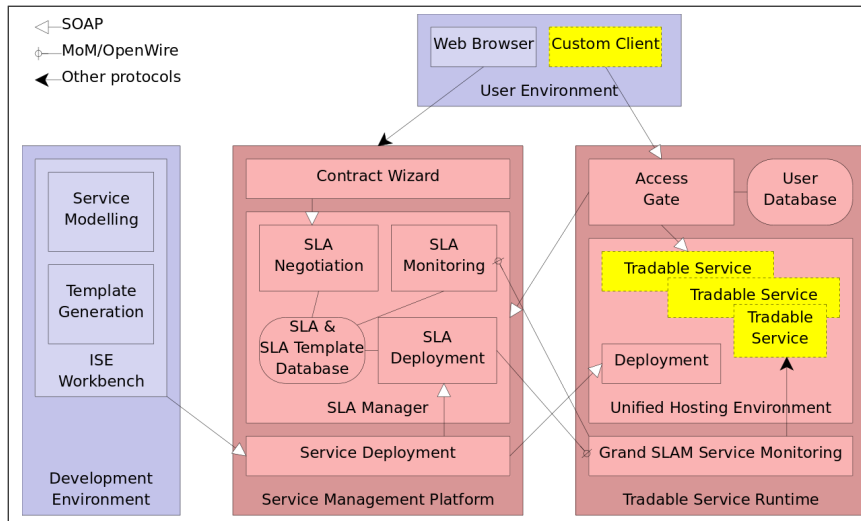 SOAP
MoM/OpenWire
Other protocols
Web Browser
Custom Client
User Environment
Service
Modelling
Template
Generation
ISE
Workbench
Development
Environment
Contract Wizard
SLA
Negotiation
SLA
Monitoring
SLA &
SLA Template
Database
SLA
Deployment
SLA Manager
Service Deployment
Service Management Platform
Access
Gate
User
Database
Tradable Service
Tradable Service
Tradable
Service
Deployment
Unified Hosting Environment
Grand SLAM Service Monitoring
Tradable Service Runtime